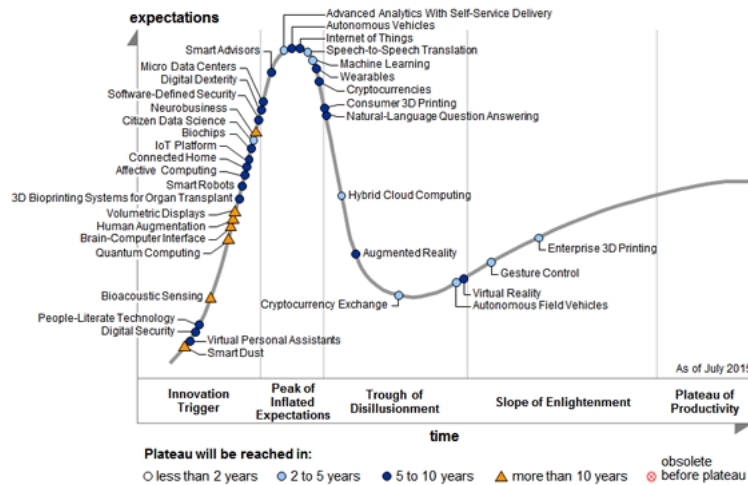 expectations
Advanced Analytics With Self-Service Delivery
Autonomous Vehicles
Internet of Things
Smart Advisors
Speech-to-Speech Translation
Machine Learning
Micro Data Centers
Wearables
Digital Dexterity
Cryptocurrencies
Software-Defined Security
Consumer 3D Printing
Neurobusiness
Natural-Language Question Answering
Citizen Data Science
Biochips
IoT Platform
Connected Home
Affective Computing
Smart Robots
Hybrid Cloud Computing
3D Bioprinting Systems for Organ Transplant
Volumetric Displays
Human Augmentation
Brain-Computer Interface
Enterprise 3D Printing
Quantum Computing
Augmented Reality
Gesture Control
Bioacoustic Sensing
Cryptocurrency Exchange
Virtual Reality
Autonomous Field Vehicles
People-Literate Technology
Digital Security
Virtual Personal Assistants
Smart Dust
As of July 2015
Innovation
Trigger
Peak of
Inflated
Expectations
Trough of
Disillusionment
Slope of Enlightenment
Plateau of
Productivity
time
Plateau will be reached in:
less than 2 years
2 to 5 years
5 to 10 years
more than 10 years
obsolete
before plateau